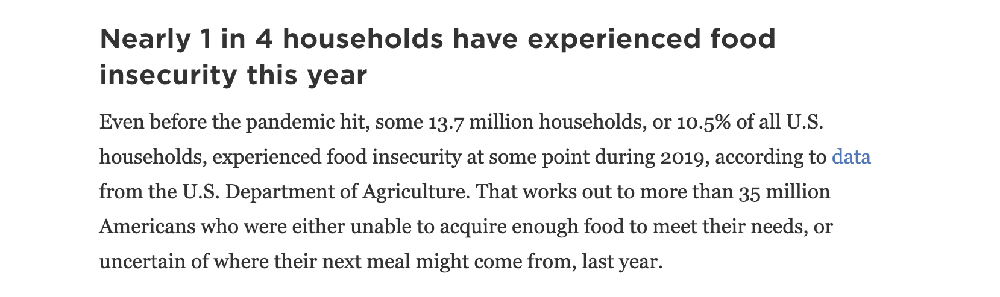 Nearly 1 in 4 households have experienced food
insecurity this year
Even before the pandemic hit, some 13.7 million households, or 10.5% of all U.S.
households, experienced food insecurity at some point during 2019, according to data
from the U.S. Department of Agriculture. That works out to more than 35 million
Americans who were either unable to acquire enough food to meet their needs, or
uncertain of where their next meal might come from, last year.